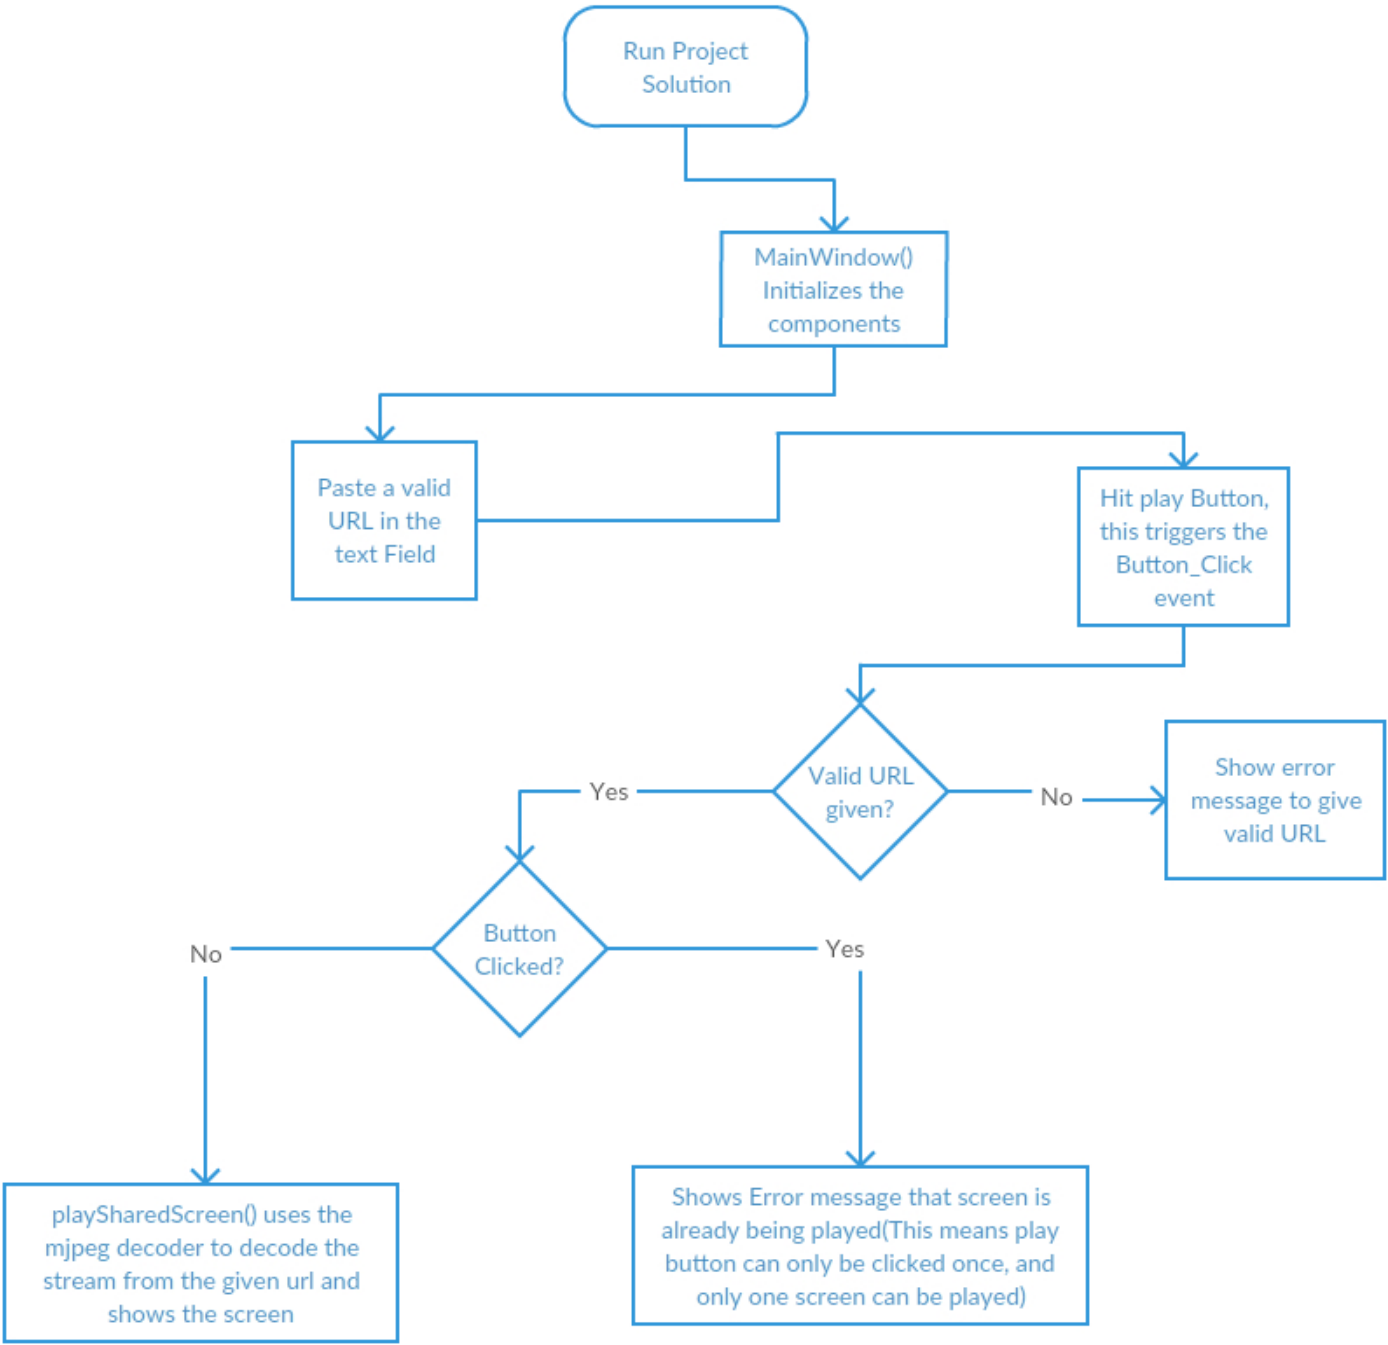 Run Project
Solution
MainWindow()
Initializes the
components
Paste a valid
URL in the
text Field
Hit play Button,
this triggers the
Button_Click
event
Valid URL
given?
Yes
No
Show error
message to give
valid URL
Button
Clicked?
No
Yes
playSharedScreen() uses the
mjpeg decoder to decode the
stream from the given url and
shows the screen
Shows Error message that screen is
already being played(This means play
button can only be clicked once, and
only one screen can be played)